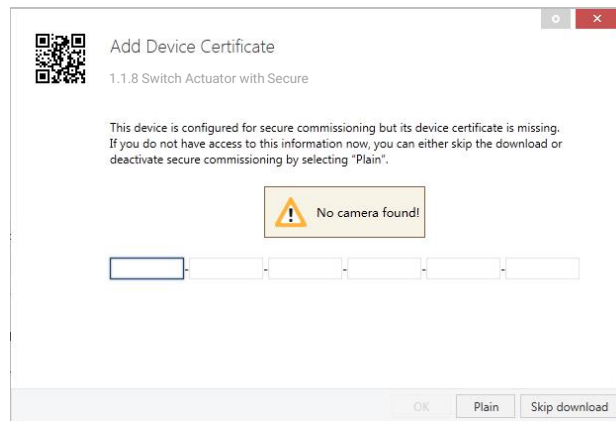 Add Device Certificate
1.1.8 Switch Actuator with Secure
This device is configured for secure commissioning but its device certificate is missing.
If you do not have access to this information now, you can either skip the download or
deactivate secure commissioning by selecting "Plain".
No camera found!
- - - - -
OK Plain Skip download